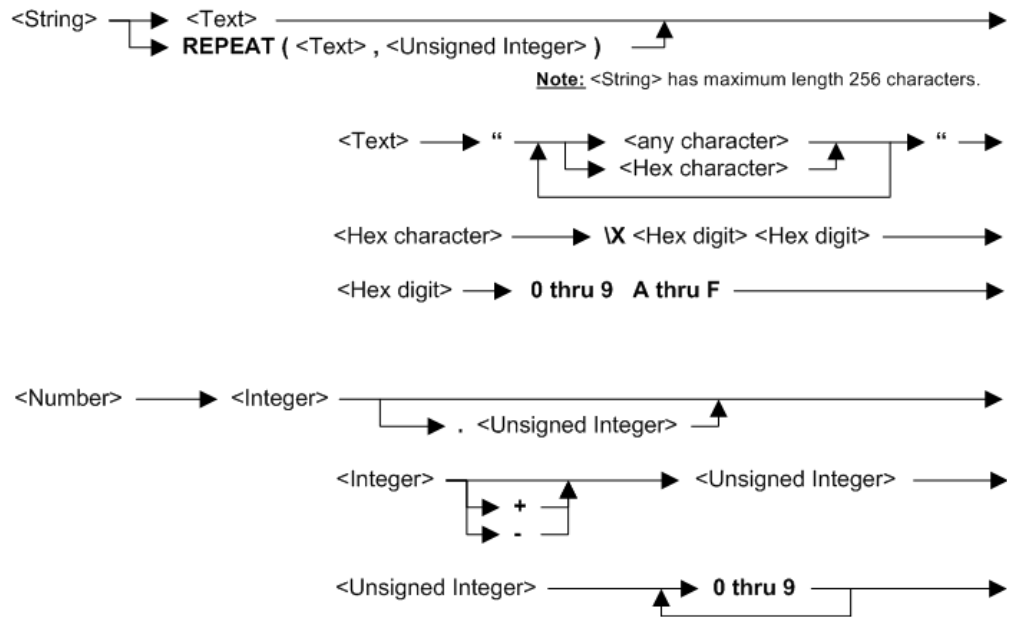 <String> <Text>
REPEAT ( <Text> , <Unsigned Integer> )
Note: <String> has maximum length 256 characters.
<Text> “ <any character> “
<Hex character>
<Hex character> \X <Hex digit> <Hex digit>
<Hex digit> 0 thru 9 A thru F
<Number> <Integer>
. <Unsigned Integer>
<Integer> <Unsigned Integer>
+
-
<Unsigned Integer> 0 thru 9